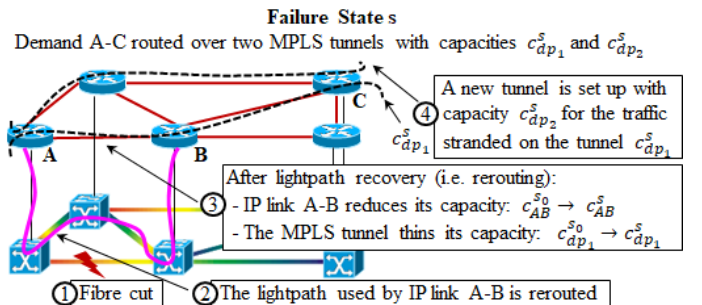 Failure State s
Demand A-C routed over two MPLS tunnels with capacities c^s_{dp_1} and c^s_{dp_2}
C
A new tunnel is set up with
④ capacity c^s_{dp_2} for the traffic
stranded on the tunnel c^s_{dp_1}
c^s_{dp_1}
A
B
After lightpath recovery (i.e. rerouting):
③ - IP link A-B reduces its capacity: c^{s_0}_{AB} → c^s_{AB}
- The MPLS tunnel thins its capacity: c^{s_0}_{dp_1} → c^s_{dp_1}
① Fibre cut
② The lightpath used by IP link A-B is rerouted